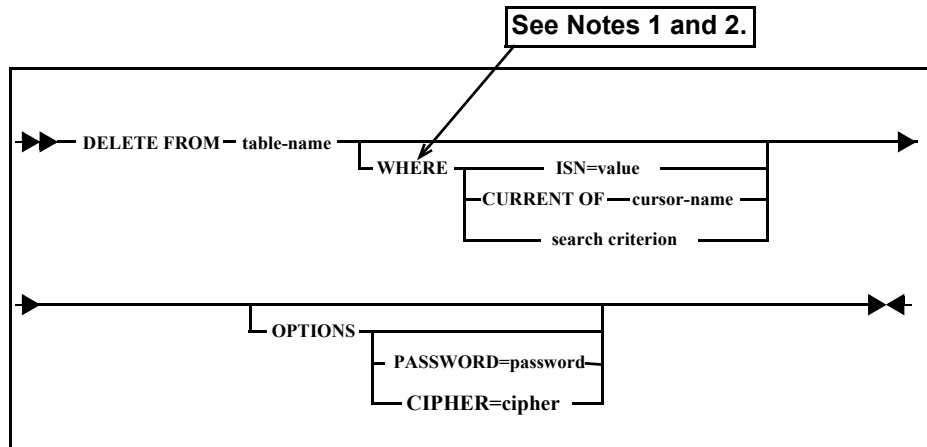 See Notes 1 and 2.
DELETE FROM table-name
WHERE ISN=value
CURRENT OF cursor-name
search criterion
OPTIONS
PASSWORD=password
CIPHER=cipher